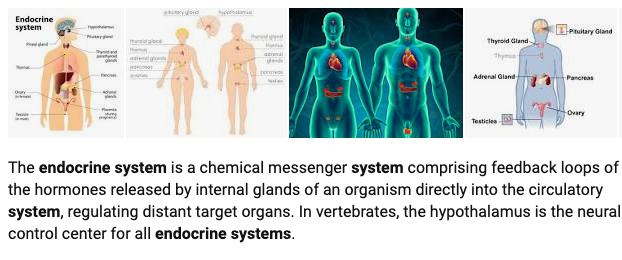 Endocrine
system
Hypothalamus
Pituitary gland
Pineal gland
Thyroid and
parathyroid
glands
Thymus
Pancreas
Ovary
(in female)
Adrenal
glands
Placenta
(during
pregnancy)
Testicle
(in male)
pituitary gland
hypothalamus
thyroid gland
thymus
adrenal glands
pancreas
ovaries
thyroid gland
thymus
adrenal
glands
pancreas
testes
Pituitary Gland
Thyroid Gland
Thymus
Adrenal Gland
Pancreas
Ovary
Testicles
The endocrine system is a chemical messenger system comprising feedback loops of
the hormones released by internal glands of an organism directly into the circulatory
system, regulating distant target organs. In vertebrates, the hypothalamus is the neural
control center for all endocrine systems.